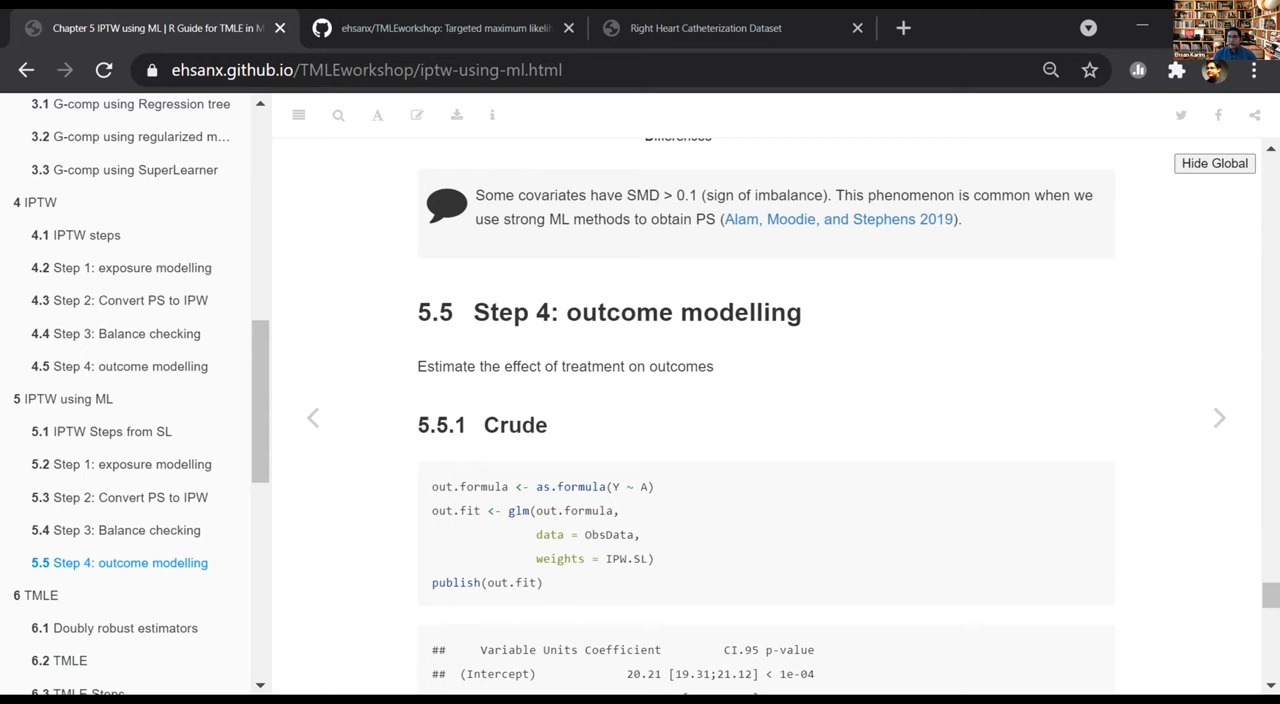 Chapter 5 IPTW using ML | R Guide for TMLE in M
ehsanx/TMLEworkshop: Targeted maximum likeli
Right Heart Catheterization Dataset
Ehsan Karim
ehsanx.github.io/TMLEworkshop/iptw-using-ml.html
3.1 G-comp using Regression tree
3.2 G-comp using regularized m...
3.3 G-comp using SuperLearner
4 IPTW
4.1 IPTW steps
4.2 Step 1: exposure modelling
4.3 Step 2: Convert PS to IPW
4.4 Step 3: Balance checking
4.5 Step 4: outcome modelling
5 IPTW using ML
5.1 IPTW Steps from SL
5.2 Step 1: exposure modelling
5.3 Step 2: Convert PS to IPW
5.4 Step 3: Balance checking
5.5 Step 4: outcome modelling
6 TMLE
6.1 Doubly robust estimators
6.2 TMLE
6.3 TMLE Steps
Differences
Hide Global
Some covariates have SMD > 0.1 (sign of imbalance). This phenomenon is common when we
use strong ML methods to obtain PS (Alam, Moodie, and Stephens 2019).
5.5 Step 4: outcome modelling
Estimate the effect of treatment on outcomes
5.5.1 Crude
out.formula <- as.formula(Y ~ A)
out.fit <- glm(out.formula,
data = ObsData,
weights = IPW.SL)
publish(out.fit)
## Variable Units Coefficient CI.95 p-value
## (Intercept) 20.21 [19.31;21.12] < 1e-04